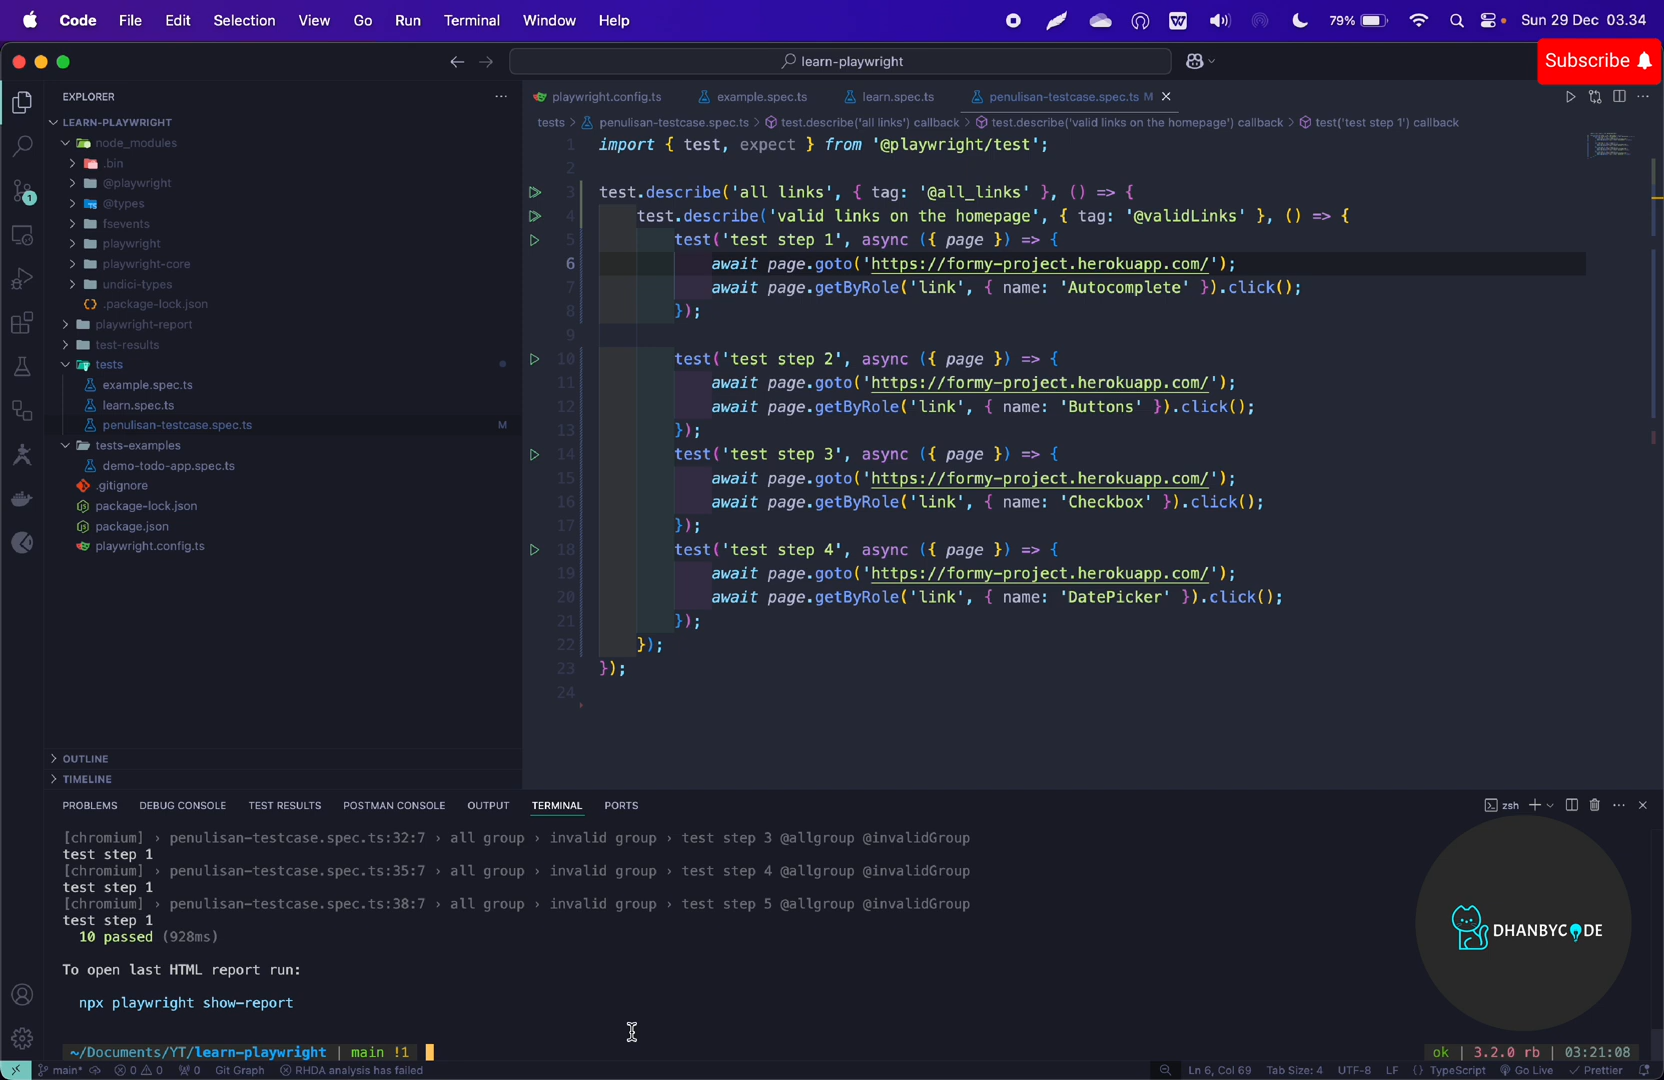 Code File Edit Selection View Go Run Terminal Window Help 79% Sun 29 Dec 03.34
learn-playwright
Subscribe
EXPLORER
LEARN-PLAYWRIGHT
node_modules
.bin
@playwright
@types
fsevents
playwright
playwright-core
undici-types
.package-lock.json
playwright-report
test-results
tests
example.spec.ts
learn.spec.ts
penulisan-testcase.spec.ts M
tests-examples
demo-todo-app.spec.ts
.gitignore
package-lock.json
package.json
playwright.config.ts
OUTLINE
TIMELINE
playwright.config.ts example.spec.ts learn.spec.ts penulisan-testcase.spec.ts M
tests > penulisan-testcase.spec.ts > test.describe('all links') callback > test.describe('valid links on the homepage') callback > test('test step 1') callback
1 import { test, expect } from '@playwright/test';
2
3 test.describe('all links', { tag: '@all_links' }, () => {
4 test.describe('valid links on the homepage', { tag: '@validLinks' }, () => {
5 test('test step 1', async ({ page }) => {
6 await page.goto('https://formy-project.herokuapp.com/');
7 await page.getByRole('link', { name: 'Autocomplete' }).click();
8 });
9
10 test('test step 2', async ({ page }) => {
11 await page.goto('https://formy-project.herokuapp.com/');
12 await page.getByRole('link', { name: 'Buttons' }).click();
13 });
14 test('test step 3', async ({ page }) => {
15 await page.goto('https://formy-project.herokuapp.com/');
16 await page.getByRole('link', { name: 'Checkbox' }).click();
17 });
18 test('test step 4', async ({ page }) => {
19 await page.goto('https://formy-project.herokuapp.com/');
20 await page.getByRole('link', { name: 'DatePicker' }).click();
21 });
22 });
23 });
24
PROBLEMS DEBUG CONSOLE TEST RESULTS POSTMAN CONSOLE OUTPUT TERMINAL PORTS zsh
[chromium] › penulisan-testcase.spec.ts:32:7 › all group › invalid group › test step 3 @allgroup @invalidGroup
test step 1
[chromium] › penulisan-testcase.spec.ts:35:7 › all group › invalid group › test step 4 @allgroup @invalidGroup
test step 1
[chromium] › penulisan-testcase.spec.ts:38:7 › all group › invalid group › test step 5 @allgroup @invalidGroup
test step 1
10 passed (928ms)
To open last HTML report run:
npx playwright show-report
~/Documents/YT/learn-playwright | main !1
ok | 3.2.0 rb | 03:21:08
DHANBYCODE
main* 0 0 0 Git Graph RHDA analysis has failed Ln 6, Col 69 Tab Size: 4 UTF-8 LF {} TypeScript Go Live Prettier